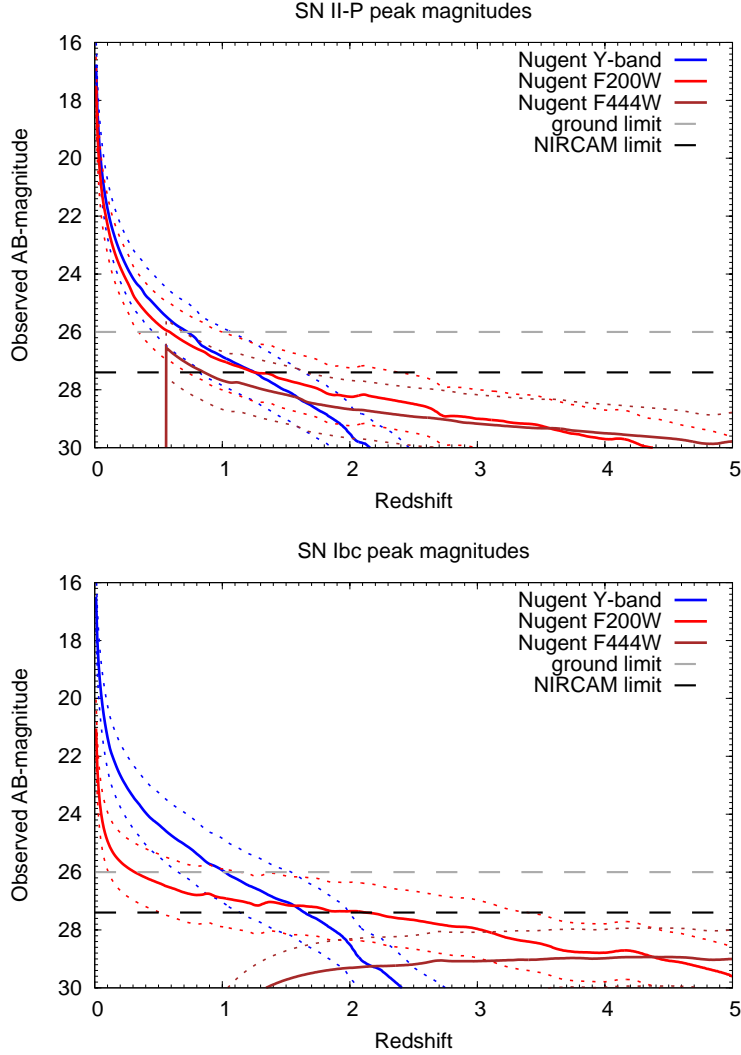 SN II-P peak magnitudes
16
18
20
22
24
26
28
30
Observed AB-magnitude
Nugent Y-band
Nugent F200W
Nugent F444W
ground limit
NIRCAM limit
0 1 2 3 4 5
Redshift
SN Ibc peak magnitudes
16
18
20
22
24
26
28
30
Observed AB-magnitude
Nugent Y-band
Nugent F200W
Nugent F444W
ground limit
NIRCAM limit
0 1 2 3 4 5
Redshift